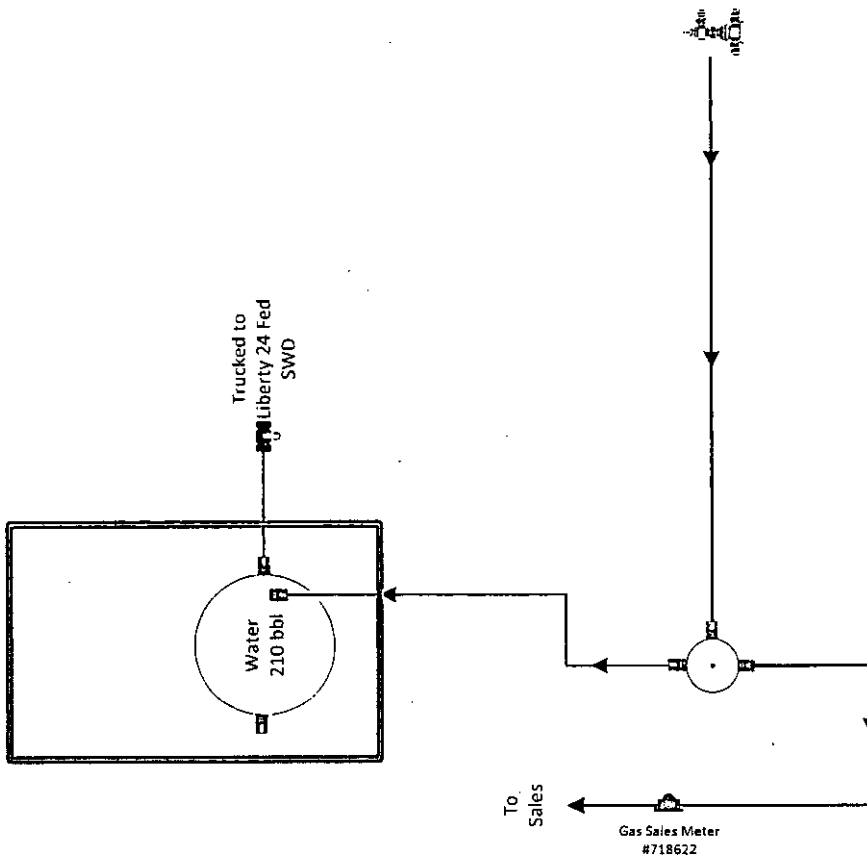 Trucked to
Liberty 24 Fed
SWD
Water
210 bbl
To
Sales
Gas Sales Meter
#718622